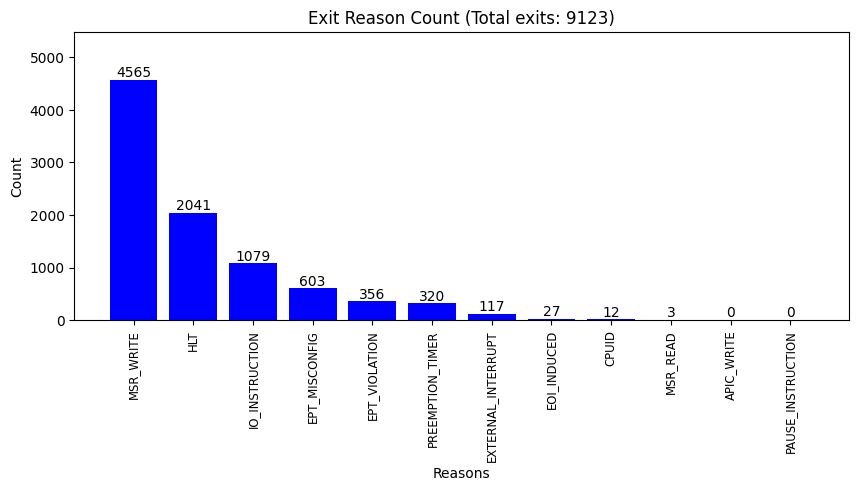 Exit Reason Count (Total exits: 9123)
Count
5000
4000
3000
2000
1000
0
4565
2041
1079
603
356
320
117
27
12
3
0
0
MSR_WRITE
HLT
IO_INSTRUCTION
EPT_MISCONFIG
EPT_VIOLATION
PREEMPTION_TIMER
EXTERNAL_INTERRUPT
EOI_INDUCED
CPUID
MSR_READ
APIC_WRITE
PAUSE_INSTRUCTION
Reasons